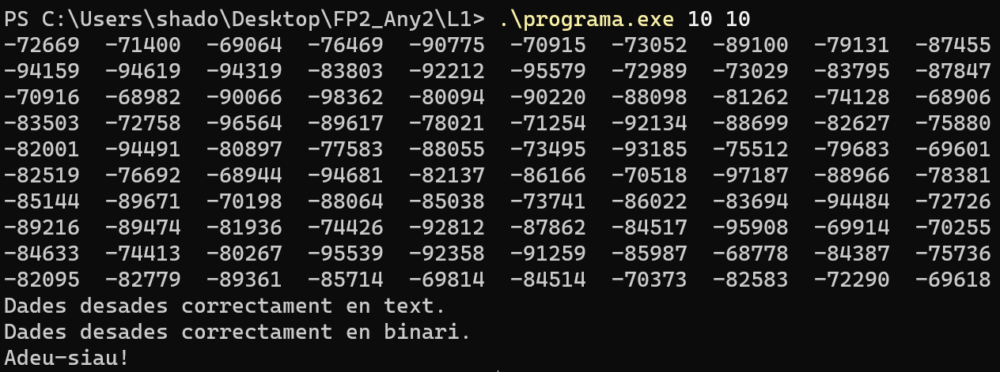 PS C:\Users\shado\Desktop\FP2_Any2\L1> .\programa.exe 10 10
-72669  -71400  -69064  -76469  -90775  -70915  -73052  -89100  -79131  -87455
-94159  -94619  -94319  -83803  -92212  -95579  -72989  -73029  -83795  -87847
-70916  -68982  -90066  -98362  -80094  -90220  -88098  -81262  -74128  -68906
-83503  -72758  -96564  -89617  -78021  -71254  -92134  -88699  -82627  -75880
-82001  -94491  -80897  -77583  -88055  -73495  -93185  -75512  -79683  -69601
-82519  -76692  -68944  -94681  -82137  -86166  -70518  -97187  -88966  -78381
-85144  -89671  -70198  -88064  -85038  -73741  -86022  -83694  -94484  -72726
-89216  -89474  -81936  -74426  -92812  -87862  -84517  -95908  -69914  -70255
-84633  -74413  -80267  -95539  -92358  -91259  -85987  -68778  -84387  -75736
-82095  -82779  -89361  -85714  -69814  -84514  -70373  -82583  -72290  -69618
Dades desades correctament en text.
Dades desades correctament en binari.
Adeu-siau!